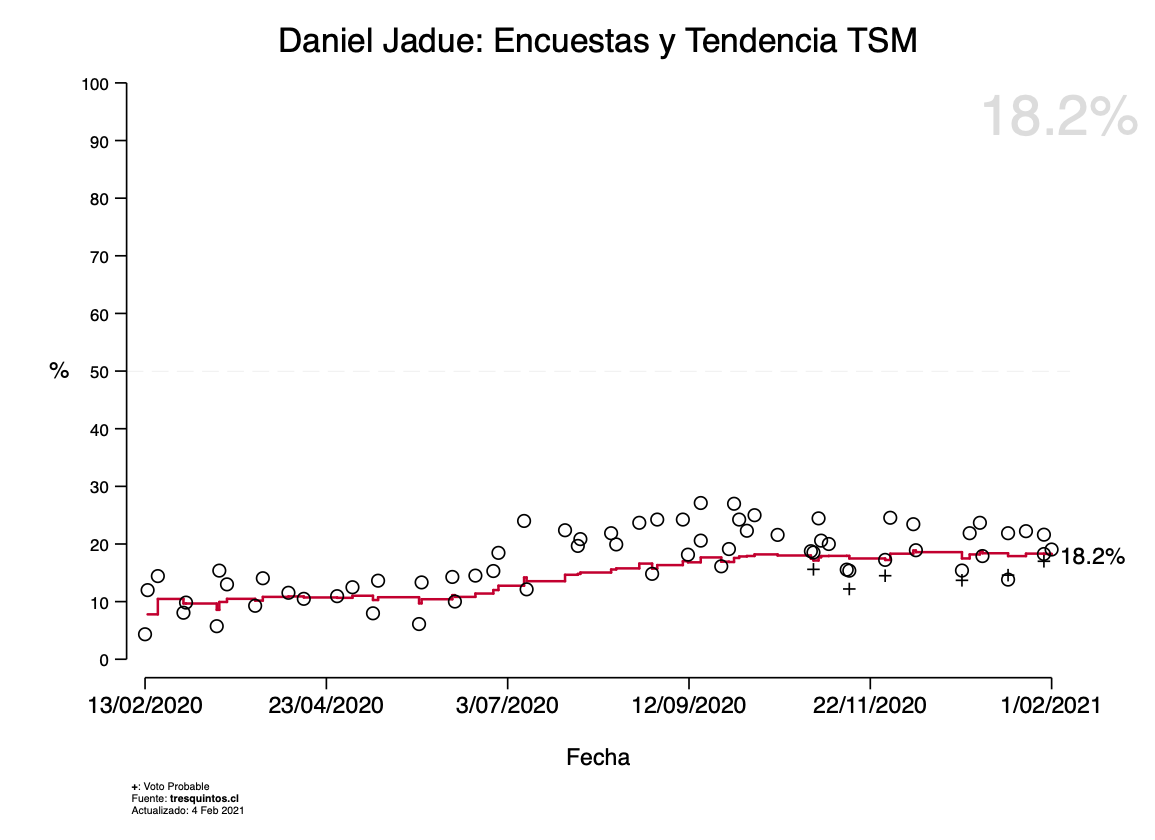 Daniel Jadue: Encuestas y Tendencia TSM
18.2%
100
90
80
70
60
%
50
40
30
20
18.2%
10
0
13/02/2020 23/04/2020 3/07/2020 12/09/2020 22/11/2020 1/02/2021
Fecha
+: Voto Probable
Fuente: tresquintos.cl
Actualizado: 4 Feb 2021